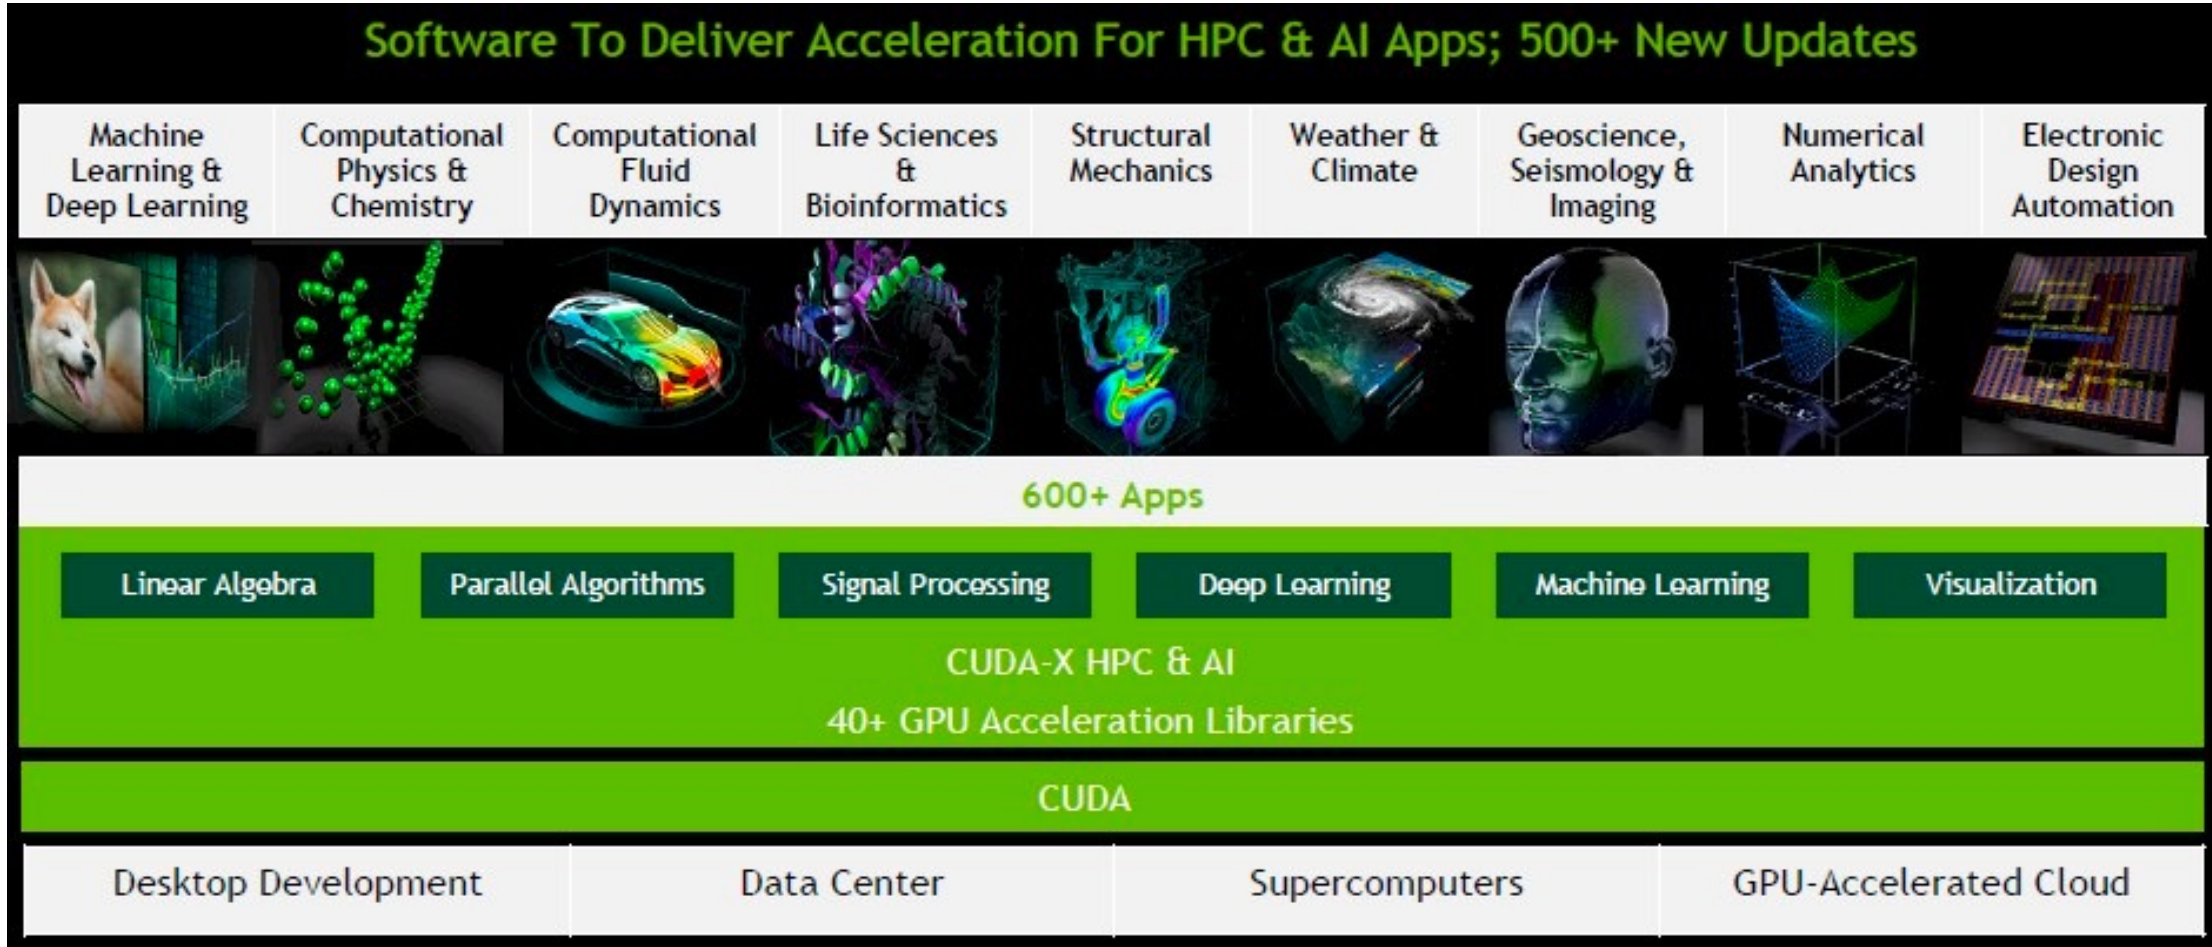 Software To Deliver Acceleration For HPC & AI Apps; 500+ New Updates
Machine
Learning &
Deep Learning
Computational
Physics &
Chemistry
Computational
Fluid
Dynamics
Life Sciences
&
Bioinformatics
Structural
Mechanics
Weather &
Climate
Geoscience,
Seismology &
Imaging
Numerical
Analytics
Electronic
Design
Automation
600+ Apps
Linear Algebra
Parallel Algorithms
Signal Processing
Deep Learning
Machine Learning
Visualization
CUDA-X HPC & AI
40+ GPU Acceleration Libraries
CUDA
Desktop Development
Data Center
Supercomputers
GPU-Accelerated Cloud